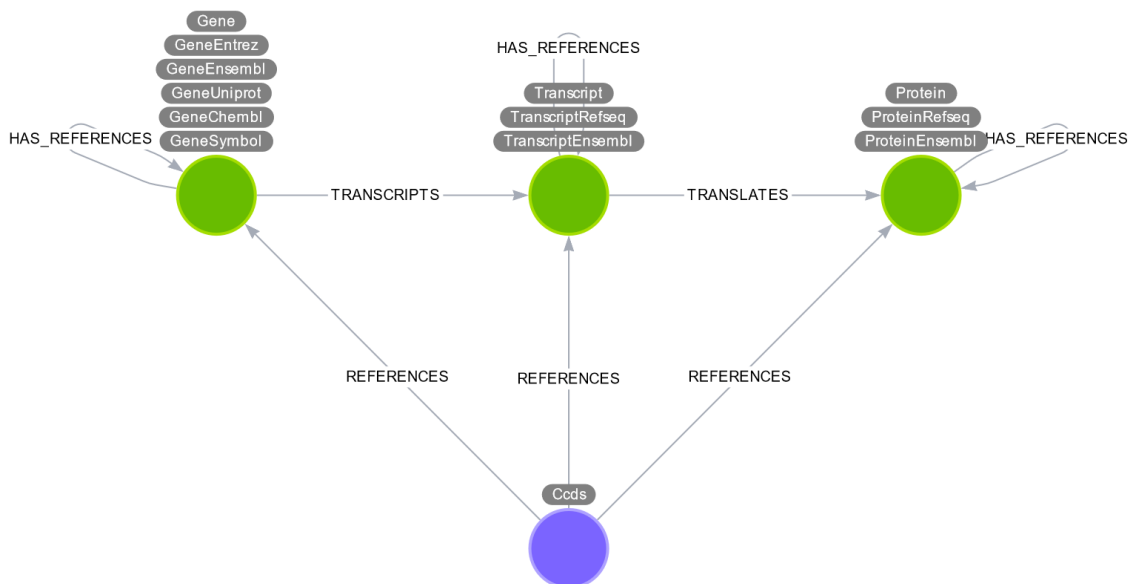 Gene
GeneEntrez
GeneEnsembl
GeneUniprot
GeneChembl
GeneSymbol
HAS_REFERENCES
TRANSCRIPTS
HAS_REFERENCES
Transcript
TranscriptRefseq
TranscriptEnsembl
TRANSLATES
Protein
ProteinRefseq
ProteinEnsembl
HAS_REFERENCES
REFERENCES
REFERENCES
REFERENCES
Ccds